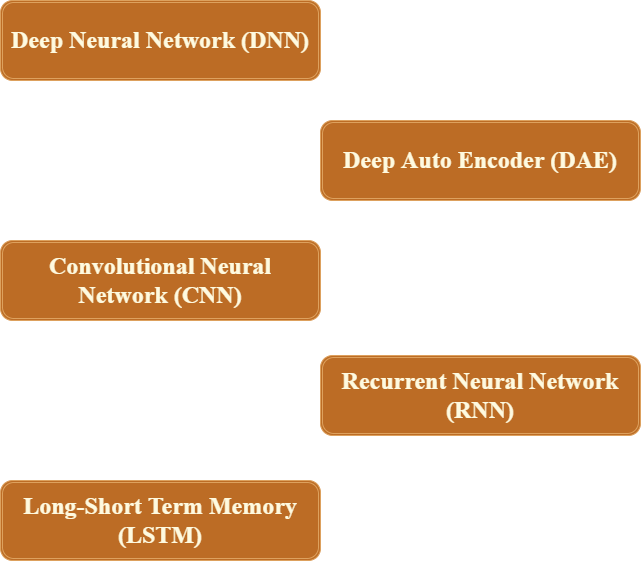 Deep Neural Network (DNN)
Deep Auto Encoder (DAE)
Convolutional Neural
Network (CNN)
Recurrent Neural Network
(RNN)
Long-Short Term Memory
(LSTM)